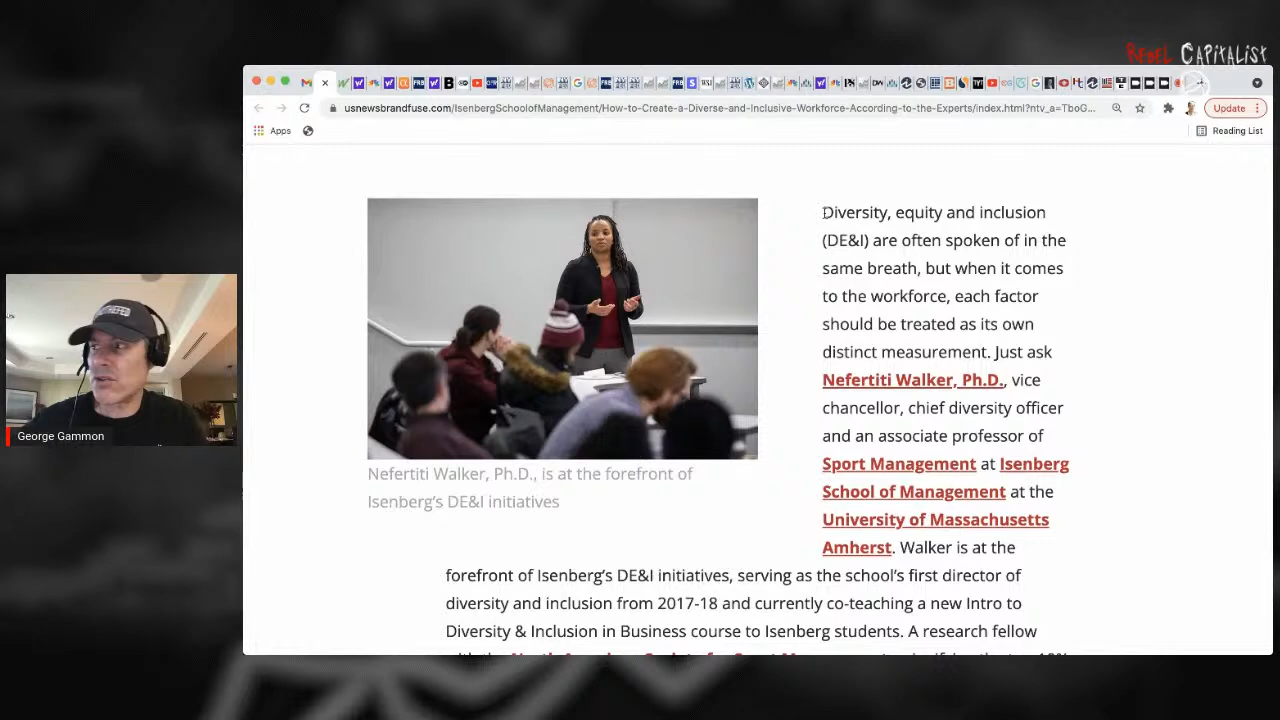 REBEL CAPITALIST
usnewsbrandfuse.com/IsenbergSchoolofManagement/How-to-Create-a-Diverse-and-Inclusive-Workforce-According-to-the-Experts/index.html?ntv_a=TboG...
Update
Apps
Reading List
Diversity, equity and inclusion
(DE&I) are often spoken of in the
same breath, but when it comes
to the workforce, each factor
should be treated as its own
distinct measurement. Just ask
Nefertiti Walker, Ph.D., vice
chancellor, chief diversity officer
and an associate professor of
Sport Management at Isenberg
School of Management at the
University of Massachusetts
Amherst. Walker is at the
Nefertiti Walker, Ph.D., is at the forefront of
Isenberg's DE&I initiatives
forefront of Isenberg's DE&I initiatives, serving as the school's first director of
diversity and inclusion from 2017-18 and currently co-teaching a new Intro to
Diversity & Inclusion in Business course to Isenberg students. A research fellow
George Gammon